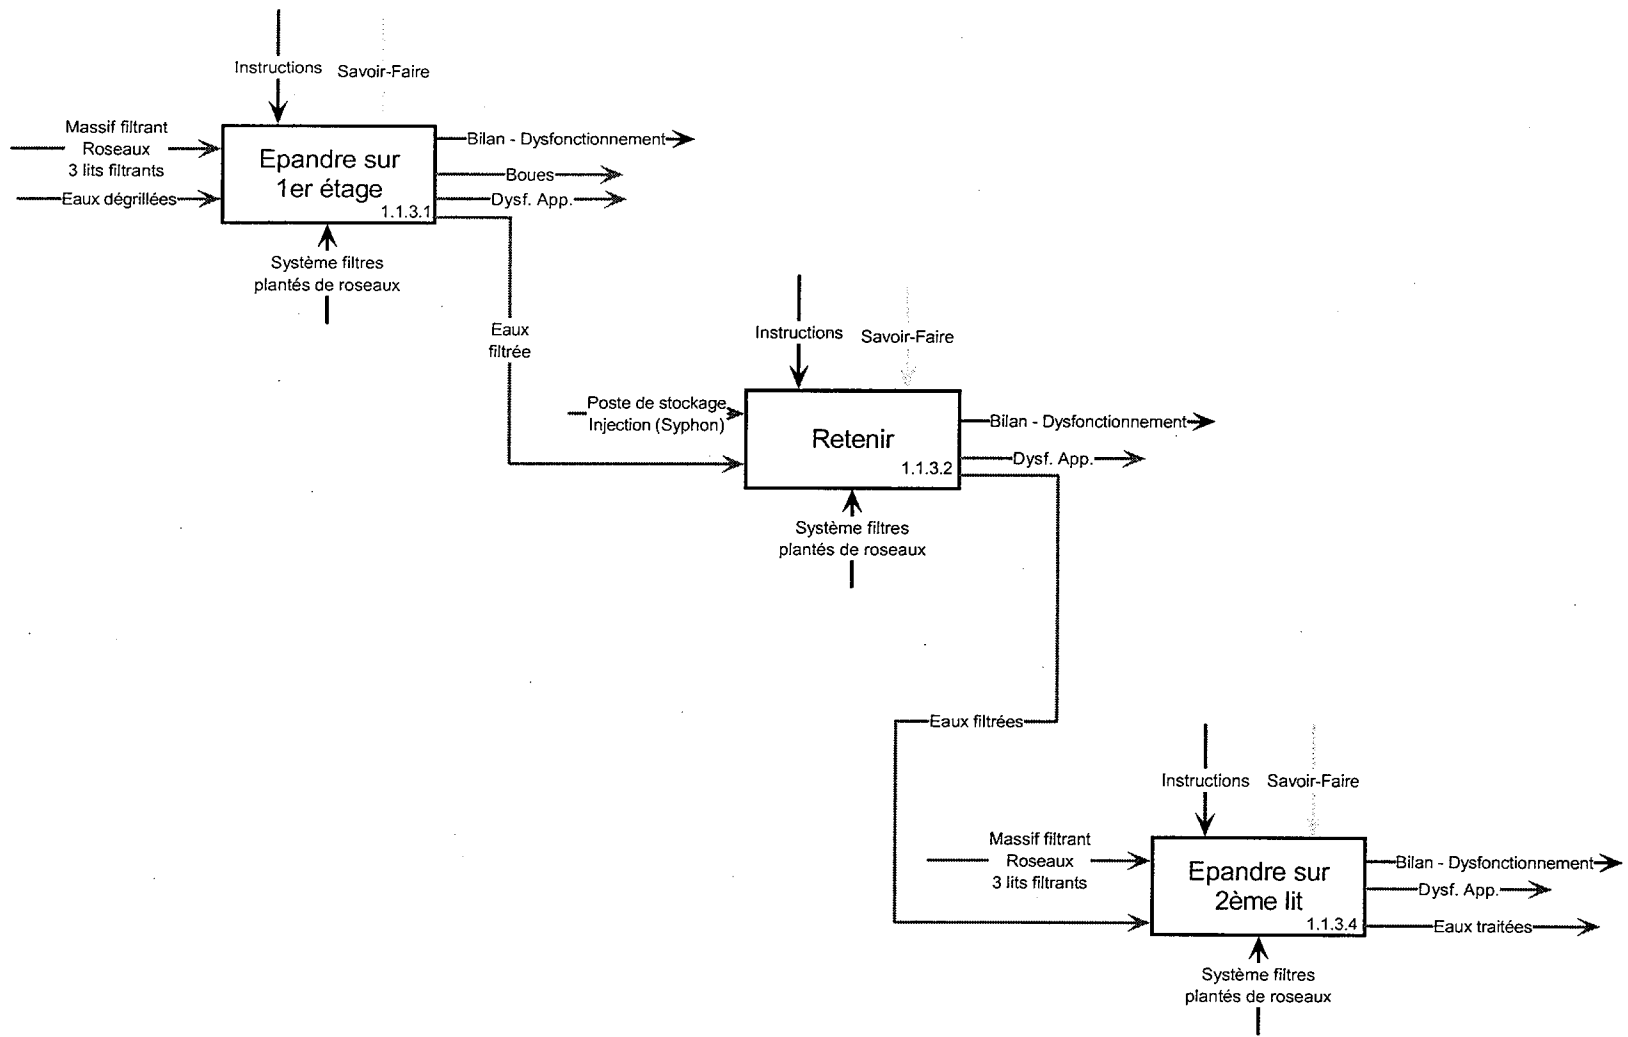 Instructions
Savoir-Faire
Massif filtrant
Roseaux
3 lits filtrants
Eaux dégrillées
Epandre sur
1er étage
1.1.3.1
Bilan - Dysfonctionnement
Boues
Dysf. App.
Système filtres
plantés de roseaux
Eaux
filtrée
Instructions
Savoir-Faire
Poste de stockage
Injection (Syphon)
Retenir
1.1.3.2
Bilan - Dysfonctionnement
Dysf. App.
Système filtres
plantés de roseaux
Eaux filtrées
Instructions
Savoir-Faire
Massif filtrant
Roseaux
3 lits filtrants
Epandre sur
2ème lit
1.1.3.4
Bilan - Dysfonctionnement
Dysf. App.
Eaux traitées
Système filtres
plantés de roseaux